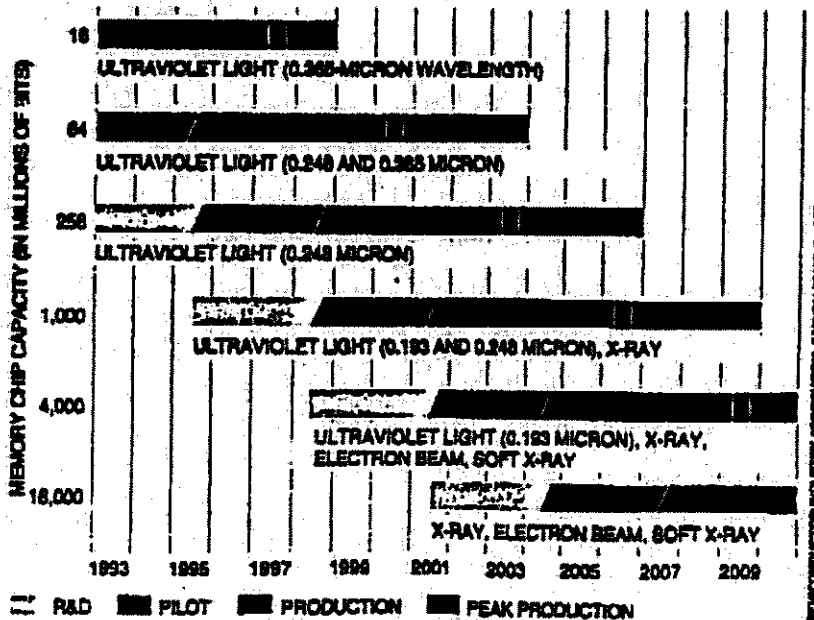 MEMORY CHIP CAPACITY (IN MILLIONS OF BITS)
16
ULTRAVIOLET LIGHT (0.365-MICRON WAVELENGTH)
64
ULTRAVIOLET LIGHT (0.248 AND 0.365 MICRON)
256
ULTRAVIOLET LIGHT (0.248 MICRON)
1,000
ULTRAVIOLET LIGHT (0.193 AND 0.248 MICRON), X-RAY
4,000
ULTRAVIOLET LIGHT (0.193 MICRON), X-RAY,
ELECTRON BEAM, SOFT X-RAY
16,000
X-RAY, ELECTRON BEAM, SOFT X-RAY
1993 1995 1997 1999 2001 2003 2005 2007 2009
R&D PILOT PRODUCTION PEAK PRODUCTION